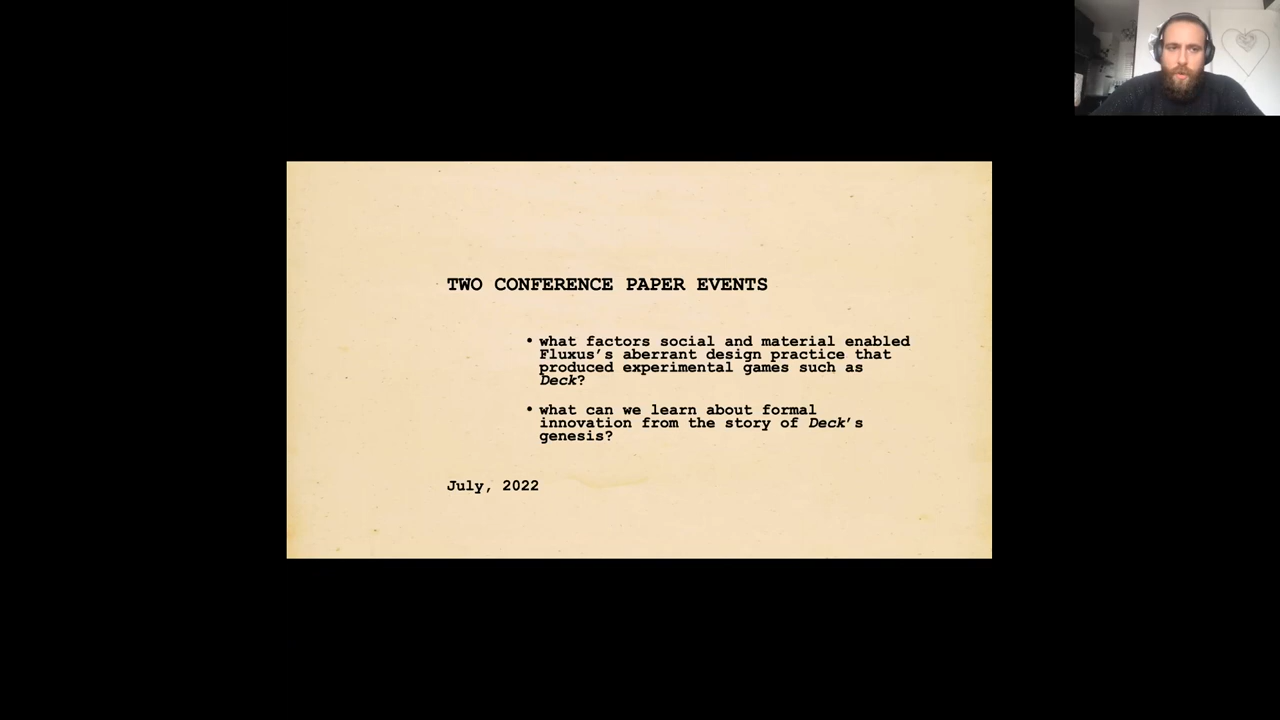 TWO CONFERENCE PAPER EVENTS
• what factors social and material enabled
Fluxus’s aberrant design practice that
produced experimental games such as
Deck?
• what can we learn about formal
innovation from the story of Deck’s
genesis?
July, 2022